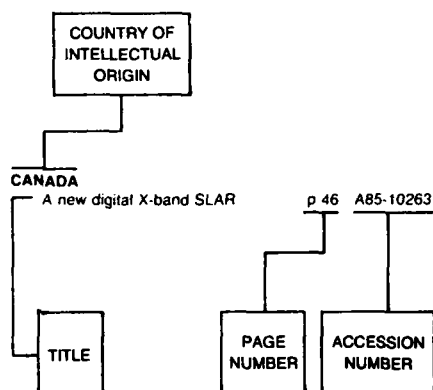 COUNTRY OF
INTELLECTUAL
ORIGIN
CANADA
A new digital X-band SLAR p 46 A85-10263
TITLE
PAGE
NUMBER
ACCESSION
NUMBER